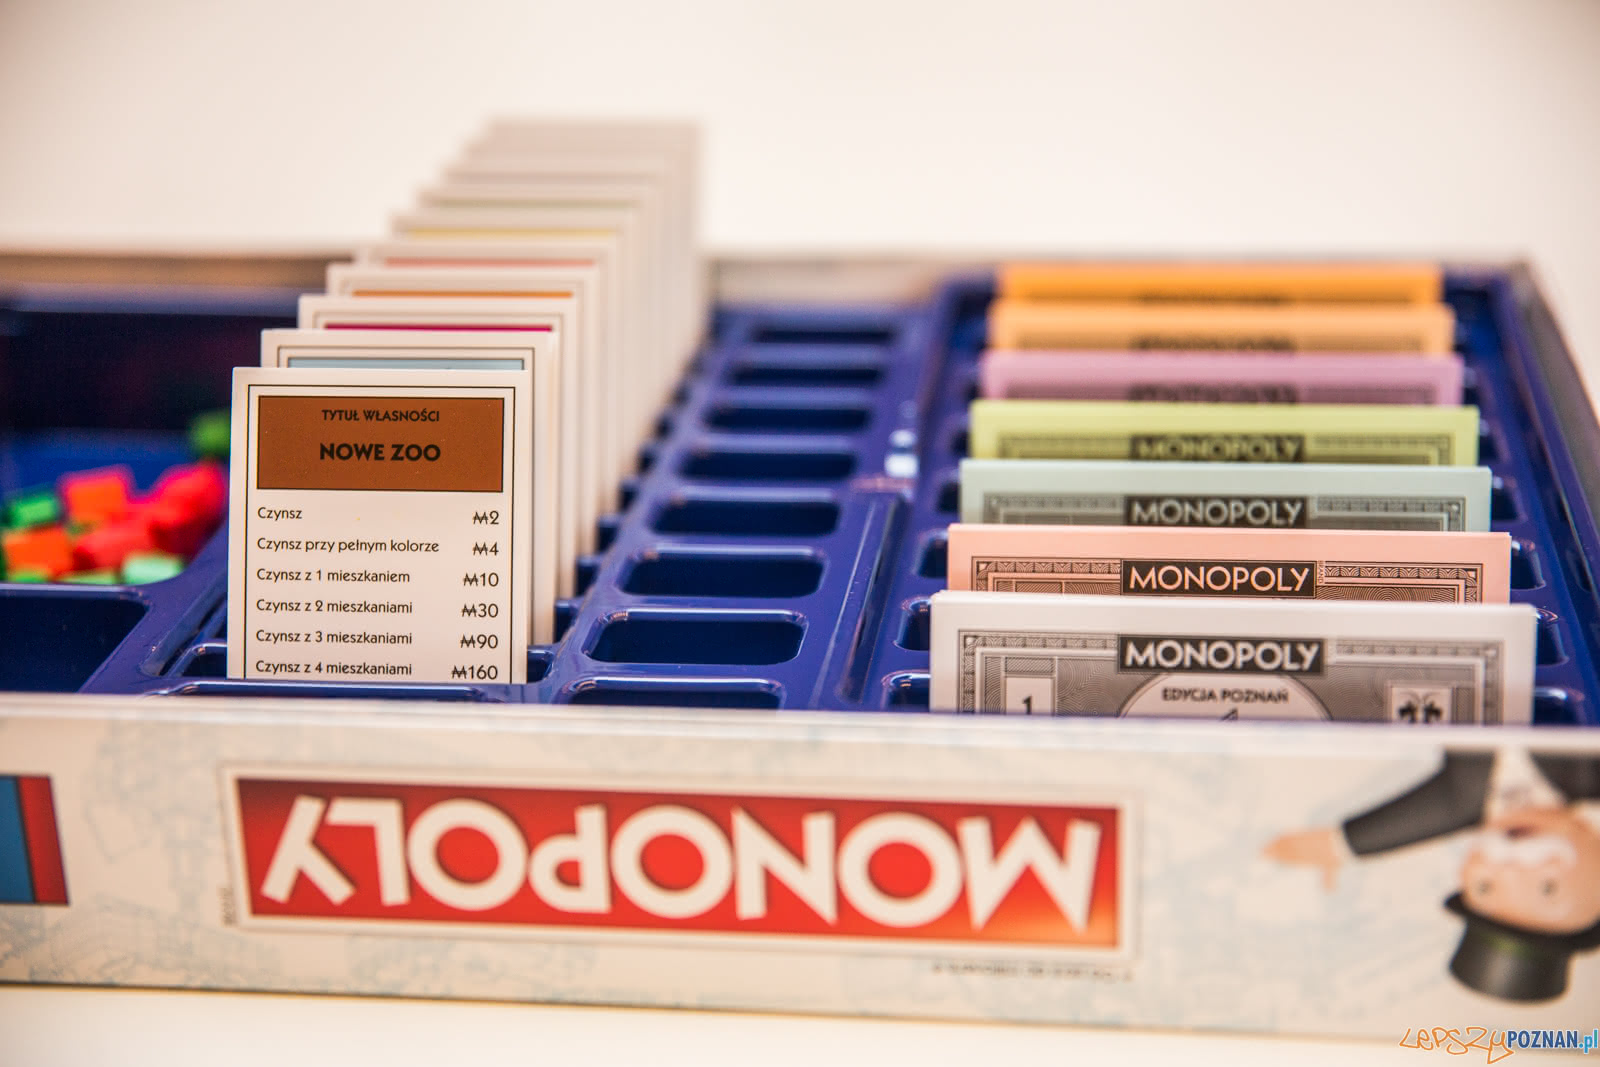 TYTUŁ WŁASNOŚCI
NOWE ZOO
Czynsz ₩2
Czynsz przy pełnym kolorze ₩4
Czynsz z 1 mieszkaniem ₩10
Czynsz z 2 mieszkaniami ₩30
Czynsz z 3 mieszkaniami ₩90
Czynsz z 4 mieszkaniami ₩160
MONOPOLY
MONOPOLY
MONOPOLY
MONOPOLY
EDYCJA POZNAŃ
1
MONOPOLY
LEPSZYPOZNAN.pl